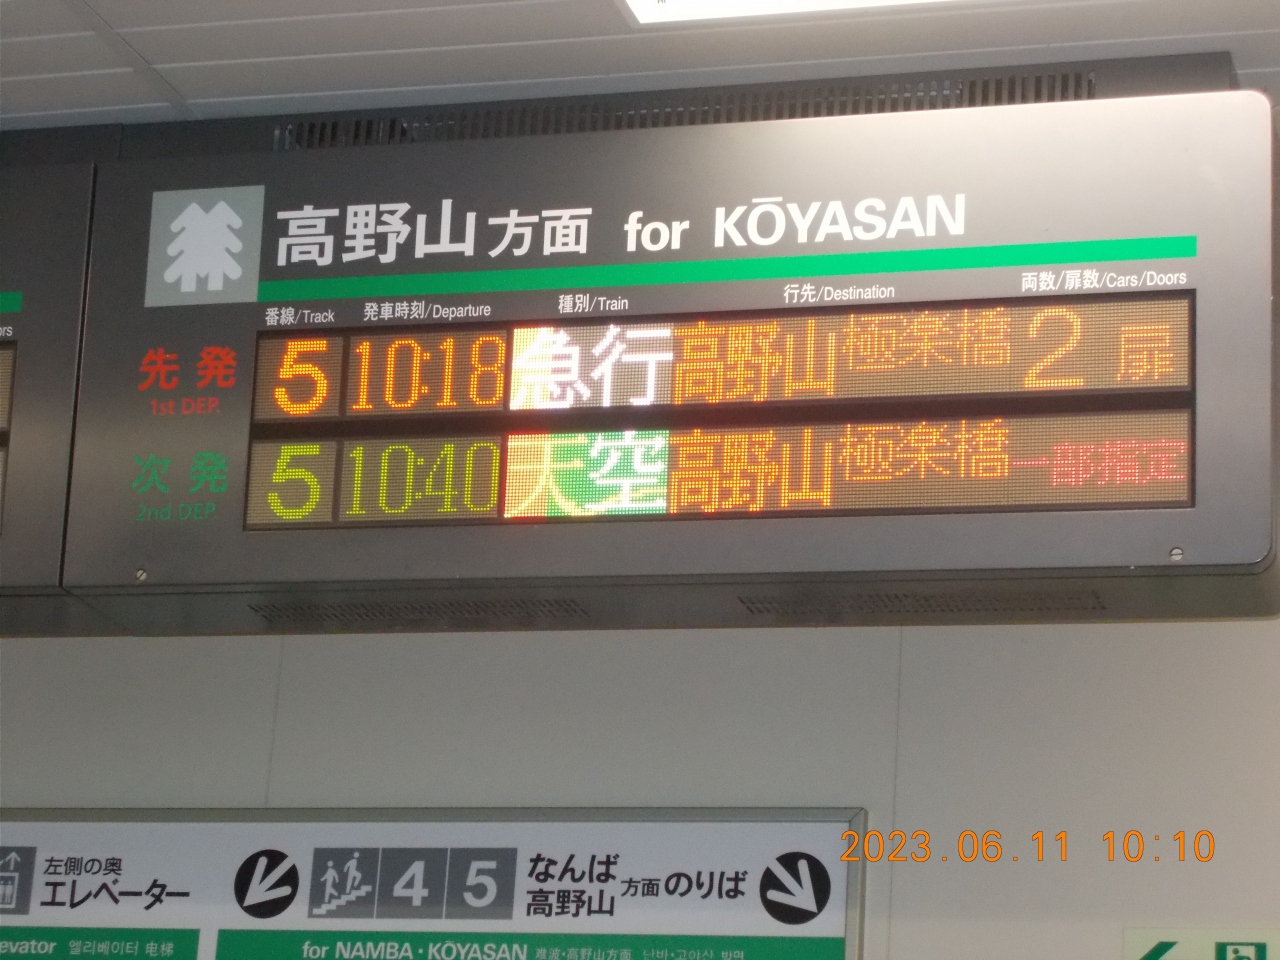 高野山方面 for KŌYASAN
番線/Track 発車時刻/Departure 種別/Train 行先/Destination 両数/扉数/Cars/Doors
先発 5 10:18 急行 高野山 極楽橋 2扉
1st DEP.
次発 5 10:40 天空 高野山 極楽橋 一部指定
2nd DEP.
左側の奥
エレベーター
4 5 なんば 高野山 方面 のりば
for NAMBA・KŌYASAN 难波・高野山方面
엘리베이터 电梯
2023.06.11 10:10